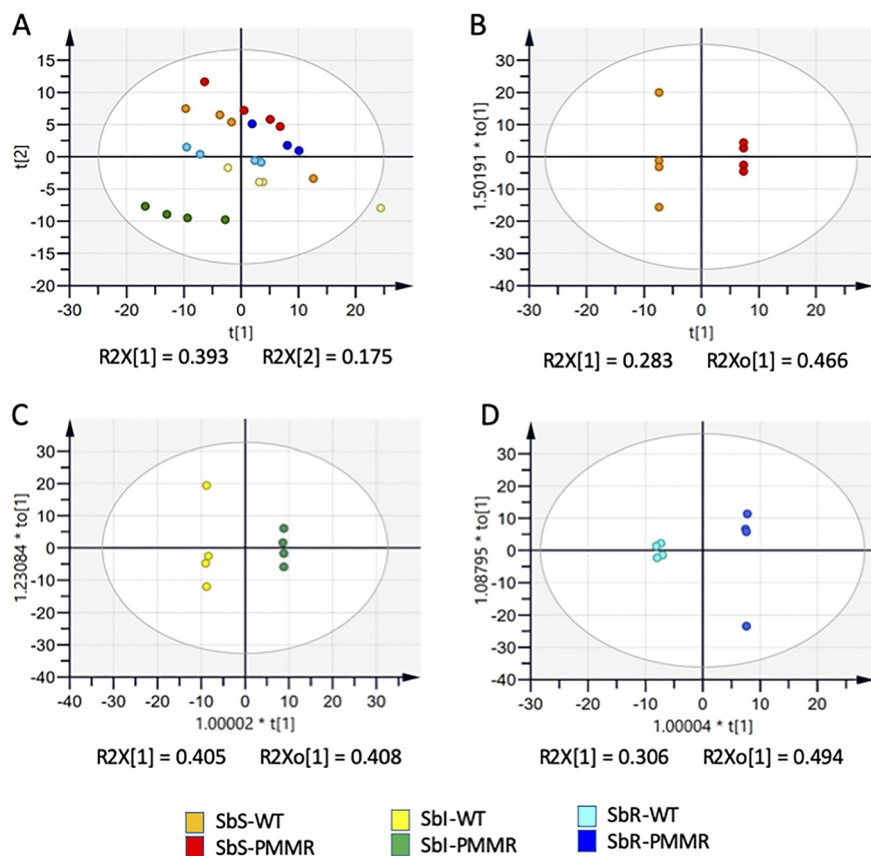 A
15
10
5
0
-5
-10
15
-20
t[2]
-30 -20 -10 0 10 20
t[1]
R2X[1] = 0.393 R2X[2] = 0.175
B
30
20
10
0
-10
-20
-30
-40
1.50191 * to[1]
-30 -20 -10 0 10 20
t[1]
R2X[1] = 0.283 R2Xo[1] = 0.466
C
30
20
10
0
-10
-20
-30
-40
1.23084 * to[1]
-40 -30 -20 -10 0 10 20 30
1.00002 * t[1]
R2X[1] = 0.405 R2Xo[1] = 0.408
D
30
20
10
0
-10
-20
-30
-40
1.08795 * to[1]
-30 -20 -10 0 10 20
1.00004 * t[1]
R2X[1] = 0.306 R2Xo[1] = 0.494
SbS-WT SbI-WT SbR-WT
SbS-PMMR SbI-PMMR SbR-PMMR